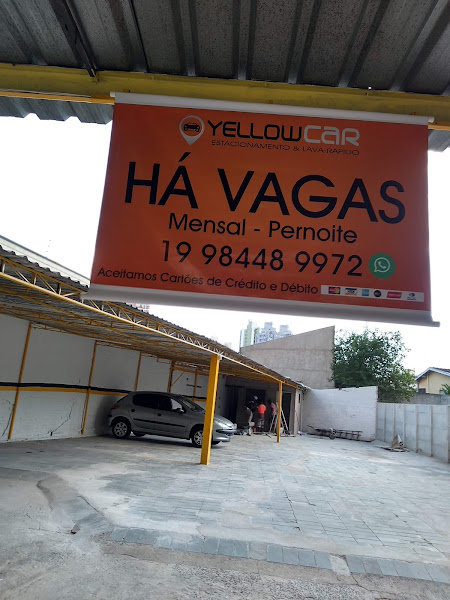 YELLOWCAR
ESTACIONAMENTO & LAVA-RÁPIDO
HÁ VAGAS
Mensal - Pernoite
19 98448 9972
Aceitamos Cartões de Crédito e Débito